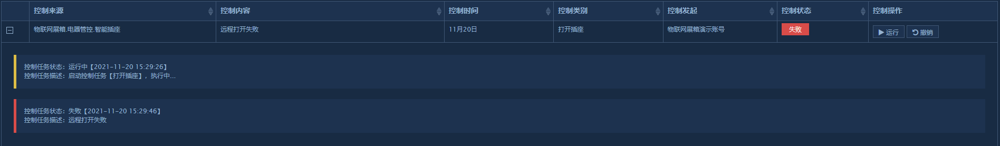 控制来源 控制内容 控制时间 控制类别 控制发起 控制状态 控制操作
物联网展箱.电器管控.智能插座 远程打开失败 11月20日 打开插座 物联网展箱演示账号 失败 运行 撤销
控制任务状态：运行中【2021-11-20 15:29:26】
控制任务描述：启动控制任务【打开插座】，执行中...
控制任务状态：失败【2021-11-20 15:29:46】
控制任务描述：远程打开失败